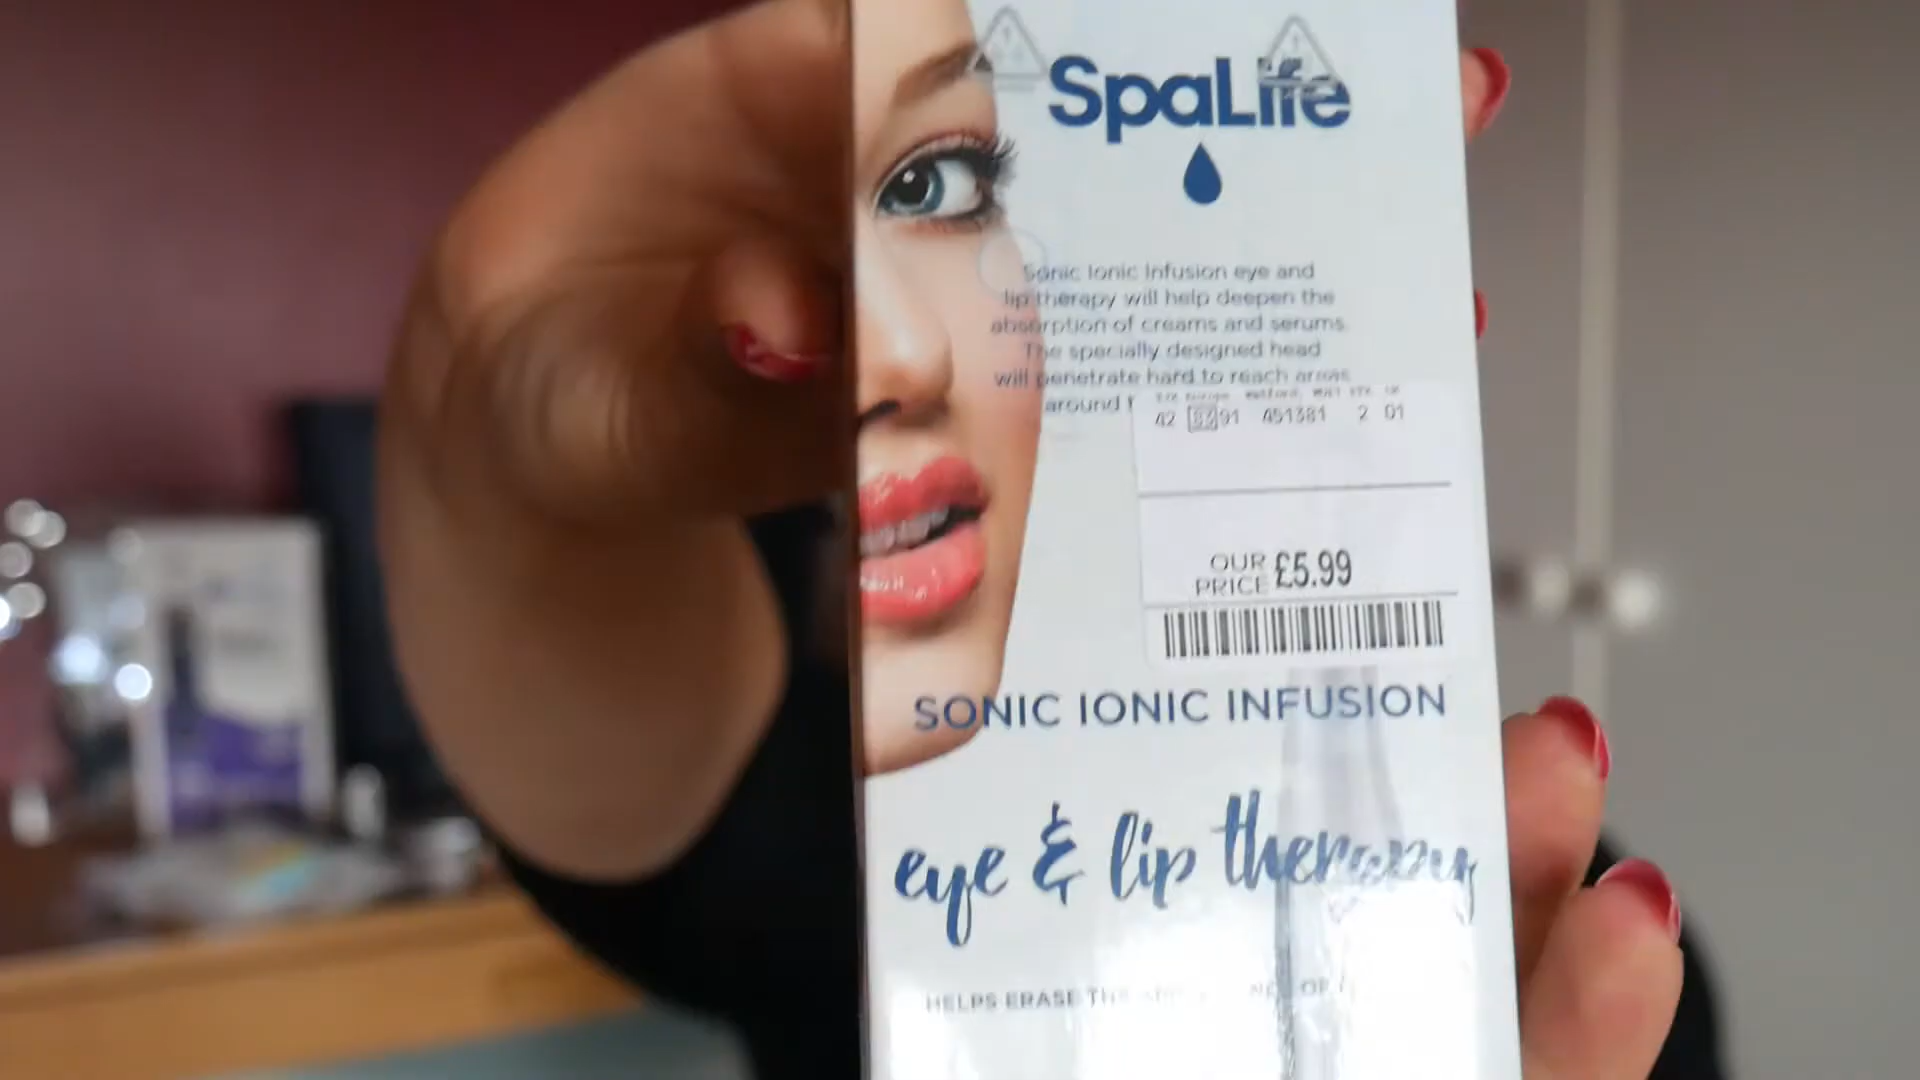 SpaLife
Sonic Ionic Infusion eye and
lip therapy will help deepen the
absorption of creams and serums.
The specially designed head
will penetrate hard to reach areas
around
42 91 451381 2 01
OUR PRICE £5.99
SONIC IONIC INFUSION
eye & lip therapy
HELPS ERASE THE OF